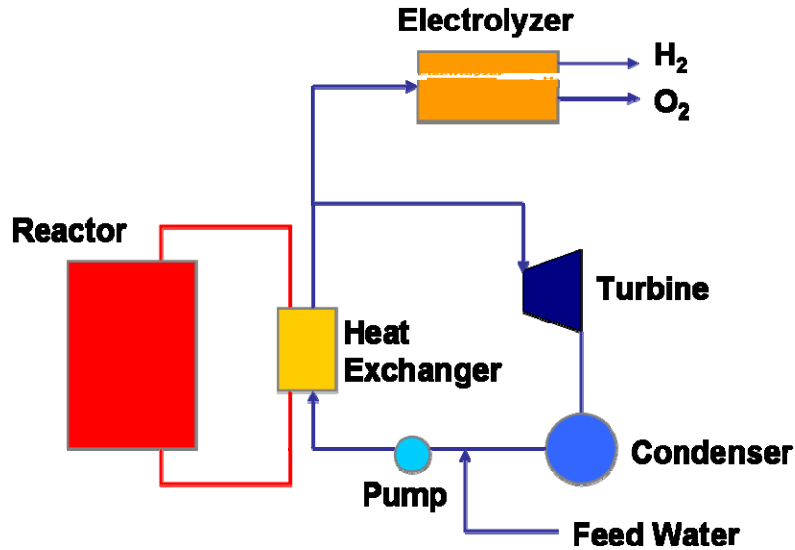 Electrolyzer
H₂
O₂
Reactor
Turbine
Heat
Exchanger
Condenser
Pump
Feed Water